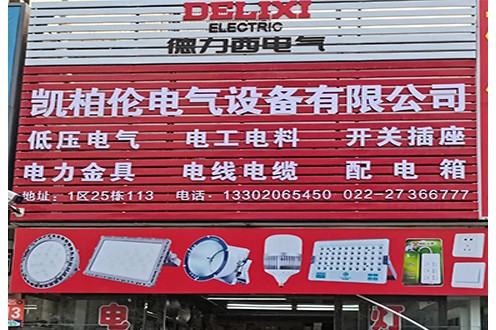 DELIXI
ELECTRIC
德力西电气
凯柏伦电气设备有限公司
低压电气 电工电料 开关插座
电力金具 电线电缆 配电箱
地址: 1区25栋113 电话: 13302065450 022-27366777
电 灯